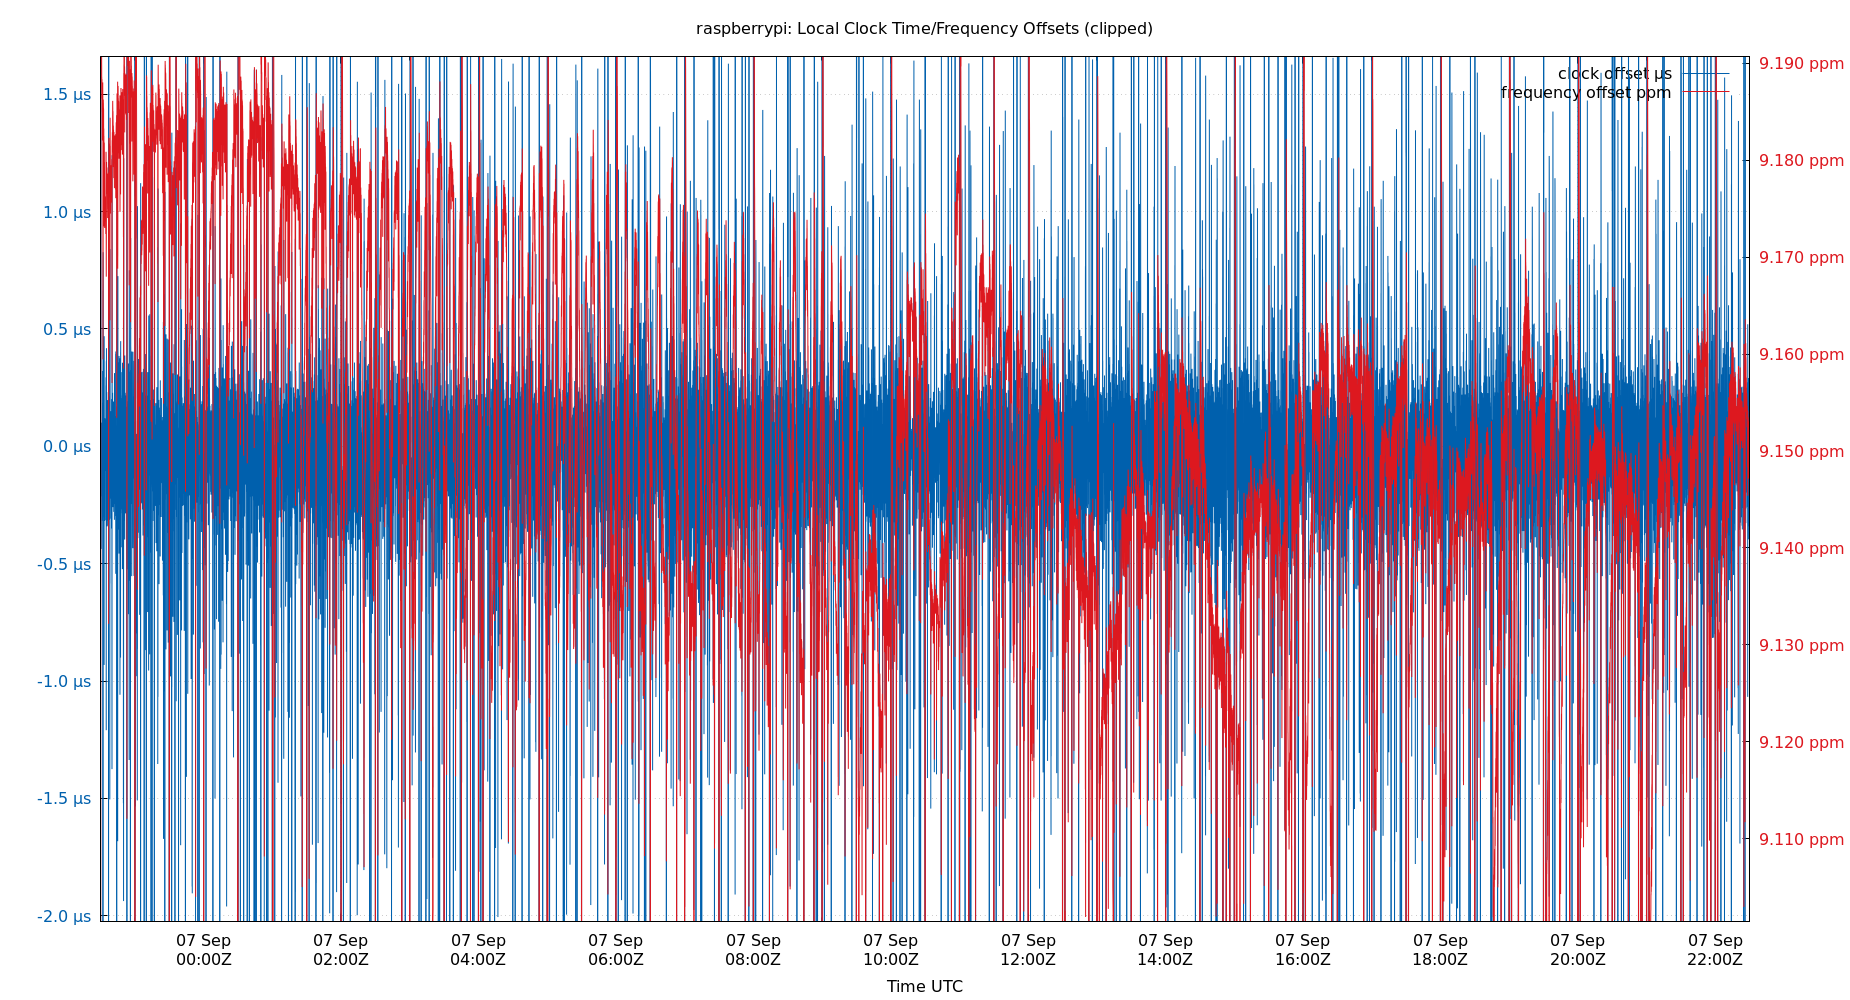 raspberrypi: Local Clock Time/Frequency Offsets (clipped)
clock offset µs
frequency offset ppm
1.5 µs
1.0 µs
0.5 µs
0.0 µs
-0.5 µs
-1.0 µs
-1.5 µs
-2.0 µs
9.190 ppm
9.180 ppm
9.170 ppm
9.160 ppm
9.150 ppm
9.140 ppm
9.130 ppm
9.120 ppm
9.110 ppm
07 Sep 07 Sep 07 Sep 07 Sep 07 Sep 07 Sep 07 Sep 07 Sep 07 Sep 07 Sep 07 Sep 07 Sep
00:00Z 02:00Z 04:00Z 06:00Z 08:00Z 10:00Z 12:00Z 14:00Z 16:00Z 18:00Z 20:00Z 22:00Z
Time UTC